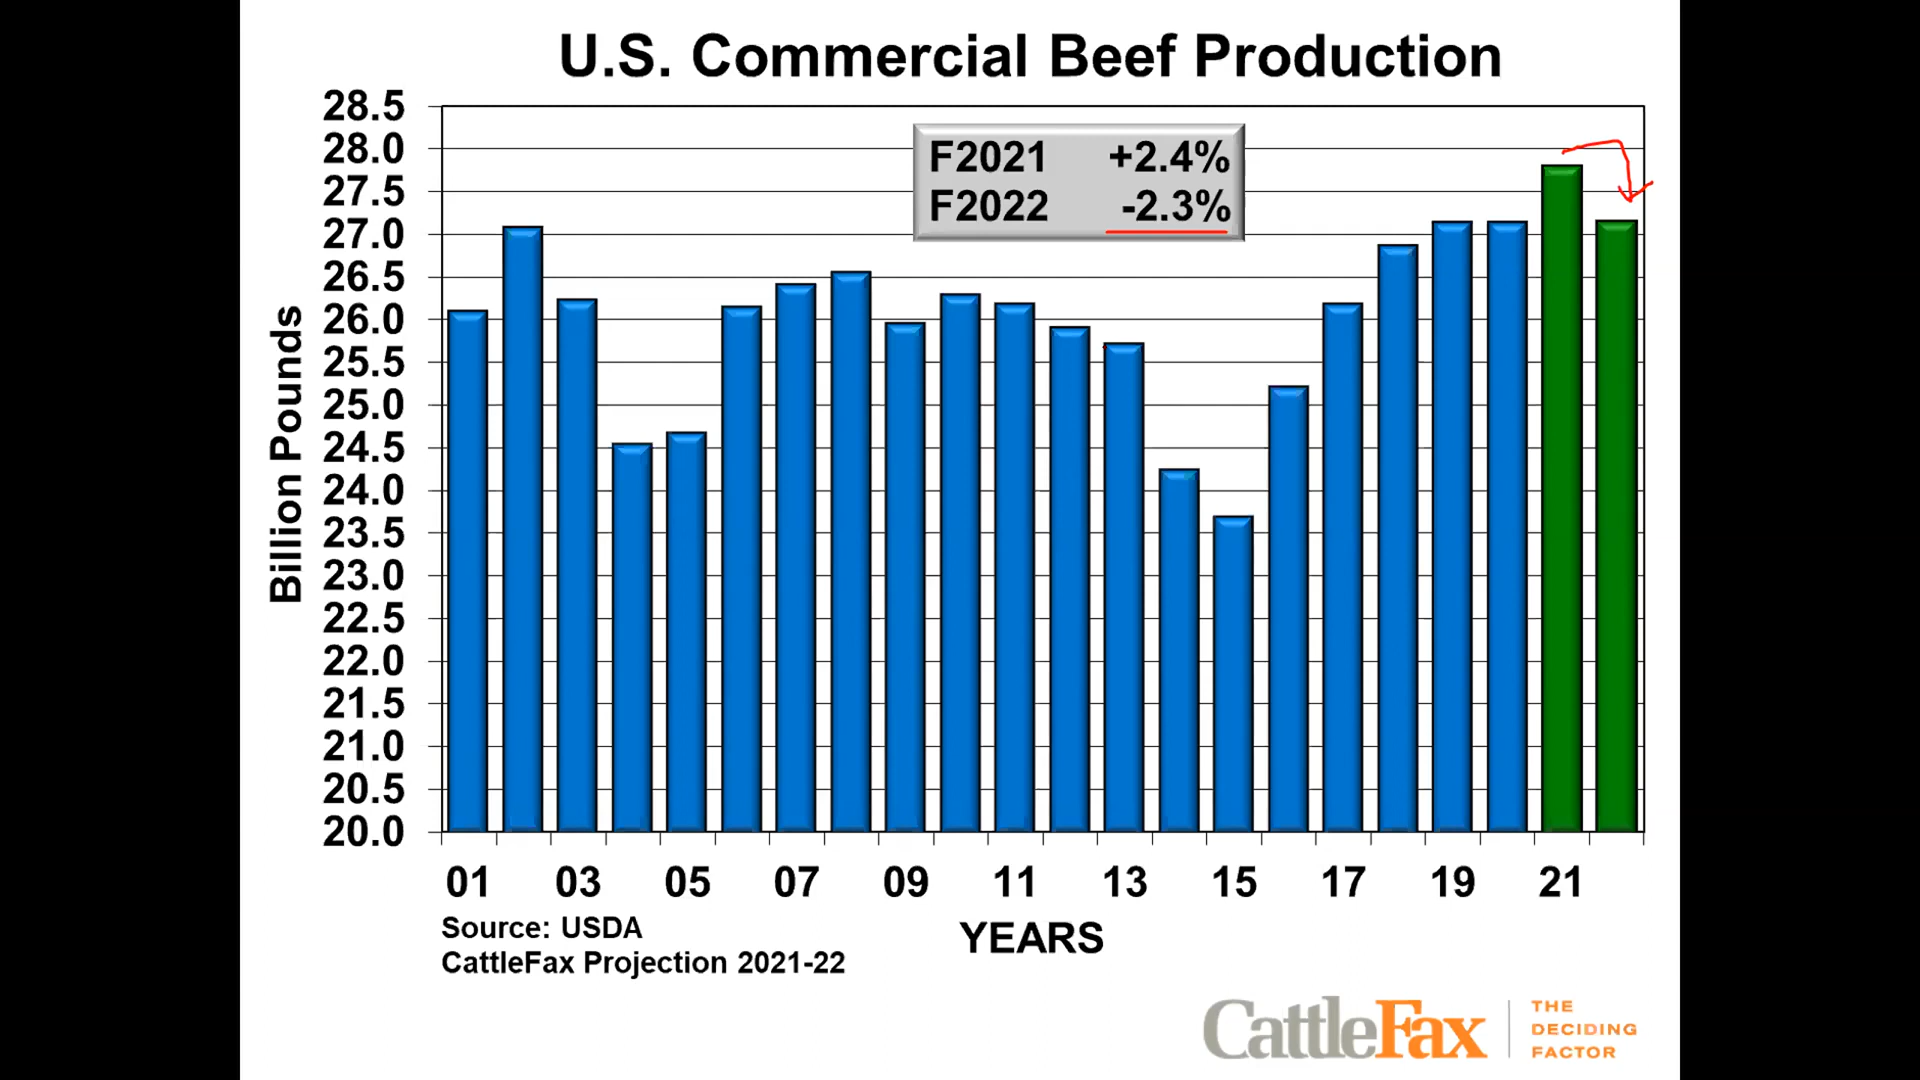 U.S. Commercial Beef Production
28.5
28.0
27.5
27.0
26.5
26.0
25.5
25.0
24.5
24.0
23.5
23.0
22.5
22.0
21.5
21.0
20.5
20.0
Billion Pounds
F2021 +2.4%
F2022 -2.3%
01 03 05 07 09 11 13 15 17 19 21
YEARS
Source: USDA
CattleFax Projection 2021-22
CattleFax
THE
DECIDING
FACTOR